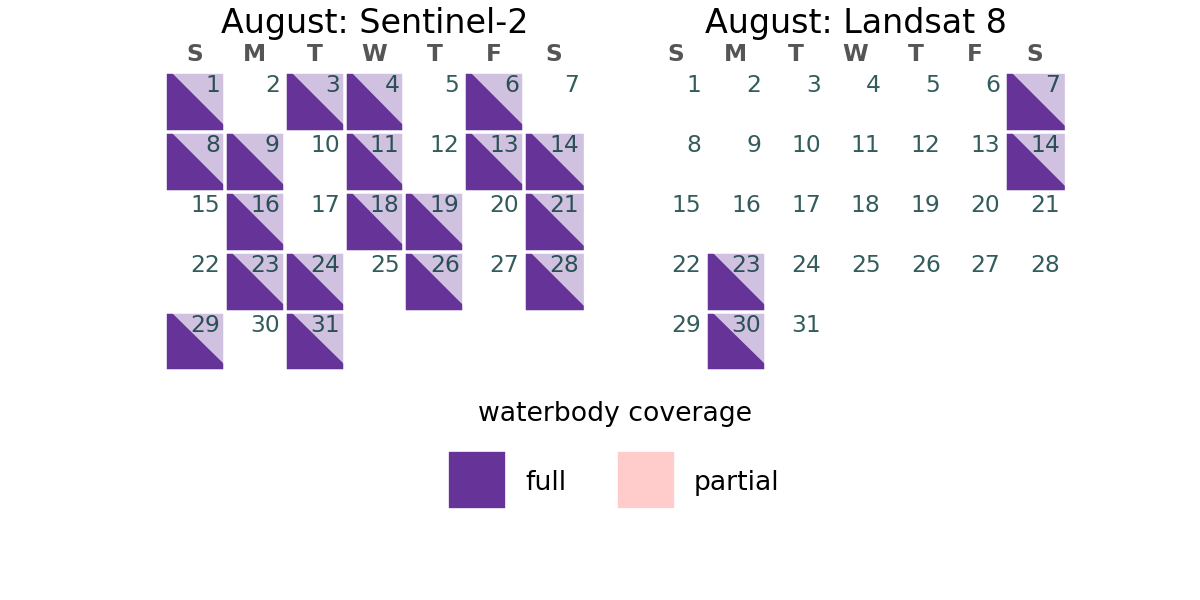 August: Sentinel-2
S M T W T F S
1 2 3 4 5 6 7
8 9 10 11 12 13 14
15 16 17 18 19 20 21
22 23 24 25 26 27 28
29 30 31
August: Landsat 8
S M T W T F S
1 2 3 4 5 6 7
8 9 10 11 12 13 14
15 16 17 18 19 20 21
22 23 24 25 26 27 28
29 30 31
waterbody coverage
full partial